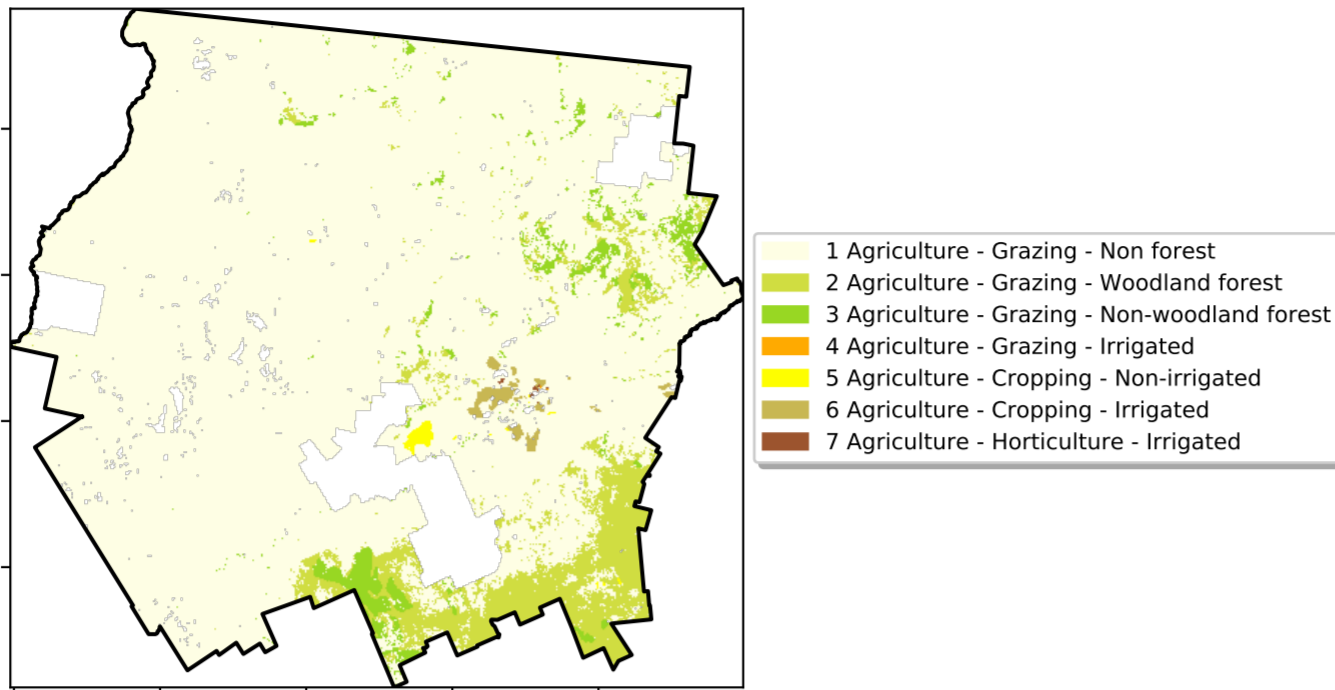 1 Agriculture - Grazing - Non forest
2 Agriculture - Grazing - Woodland forest
3 Agriculture - Grazing - Non-woodland forest
4 Agriculture - Grazing - Irrigated
5 Agriculture - Cropping - Non-irrigated
6 Agriculture - Cropping - Irrigated
7 Agriculture - Horticulture - Irrigated